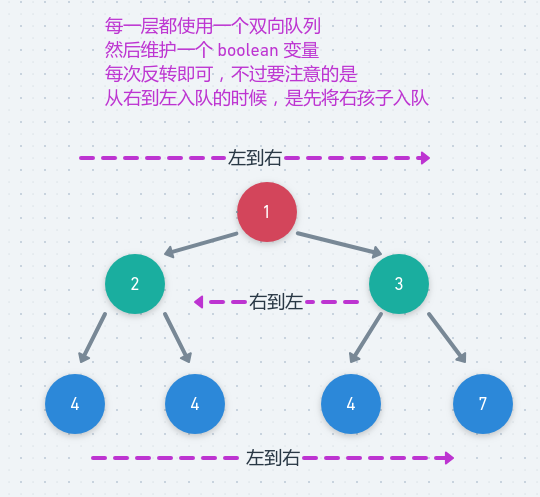 每一层都使用一个双向队列
然后维护一个 boolean 变量
每次反转即可，不过要注意的是
从右到左入队的时候，是先将右孩子入队
左到右
1
2
3
右到左
4
4
4
7
左到右